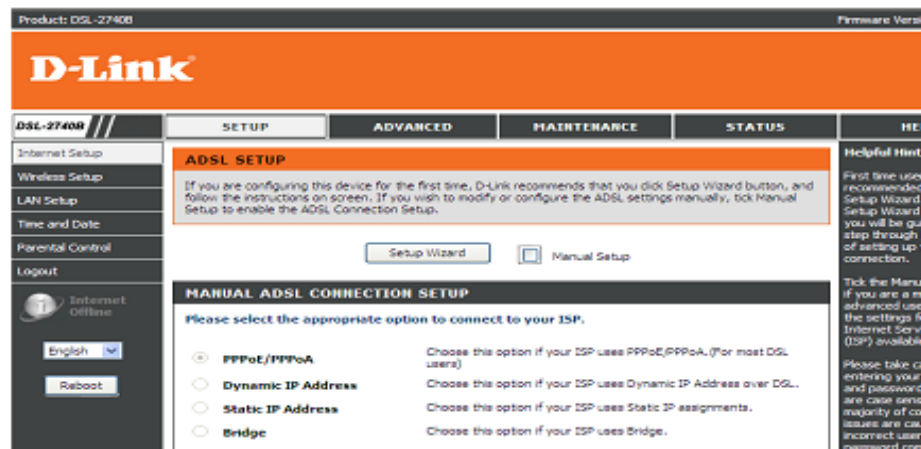 Product: DSL-2740B
Firmware Versi
D-Link
DSL-2740B
SETUP
ADVANCED
MAINTENANCE
STATUS
HE
Internet Setup
Wireless Setup
LAN Setup
Time and Date
Parental Control
Logout
Internet
Offline
English
Reboot
ADSL SETUP
If you are configuring this device for the first time, D-Link recommends that you click Setup Wizard button, and
follow the instructions on screen. If you wish to modify or configure the ADSL settings manually, tick Manual
Setup to enable the ADSL Connection Setup.
Setup Wizard
Manual Setup
MANUAL ADSL CONNECTION SETUP
Please select the appropriate option to connect to your ISP.
PPPoE/PPPoA
Choose this option if your ISP uses PPPoE/PPPoA. (For most DSL
users)
Dynamic IP Address
Choose this option if your ISP uses Dynamic IP Address over DSL.
Static IP Address
Choose this option if your ISP uses Static IP assignments.
Bridge
Choose this option if your ISP uses Bridge.
Helpful Hint
First time user
recommended
Setup Wizard
Setup Wizard
you will be gu
step through
of setting up
connection.
Tick the Manu
if you are a m
advanced use
the settings f
Internet Serv
(ISP) available
Please take ca
entering your
and password
are case sens
majority of co
issues are cau
incorrect user
password com